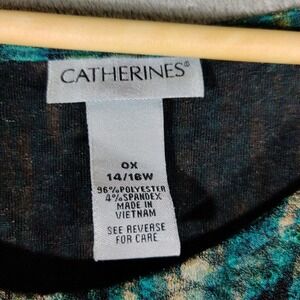 CATHERINES®
0X
14/16W
96%POLYESTER
4%SPANDEX
MADE IN
VIETNAM
SEE REVERSE
FOR CARE